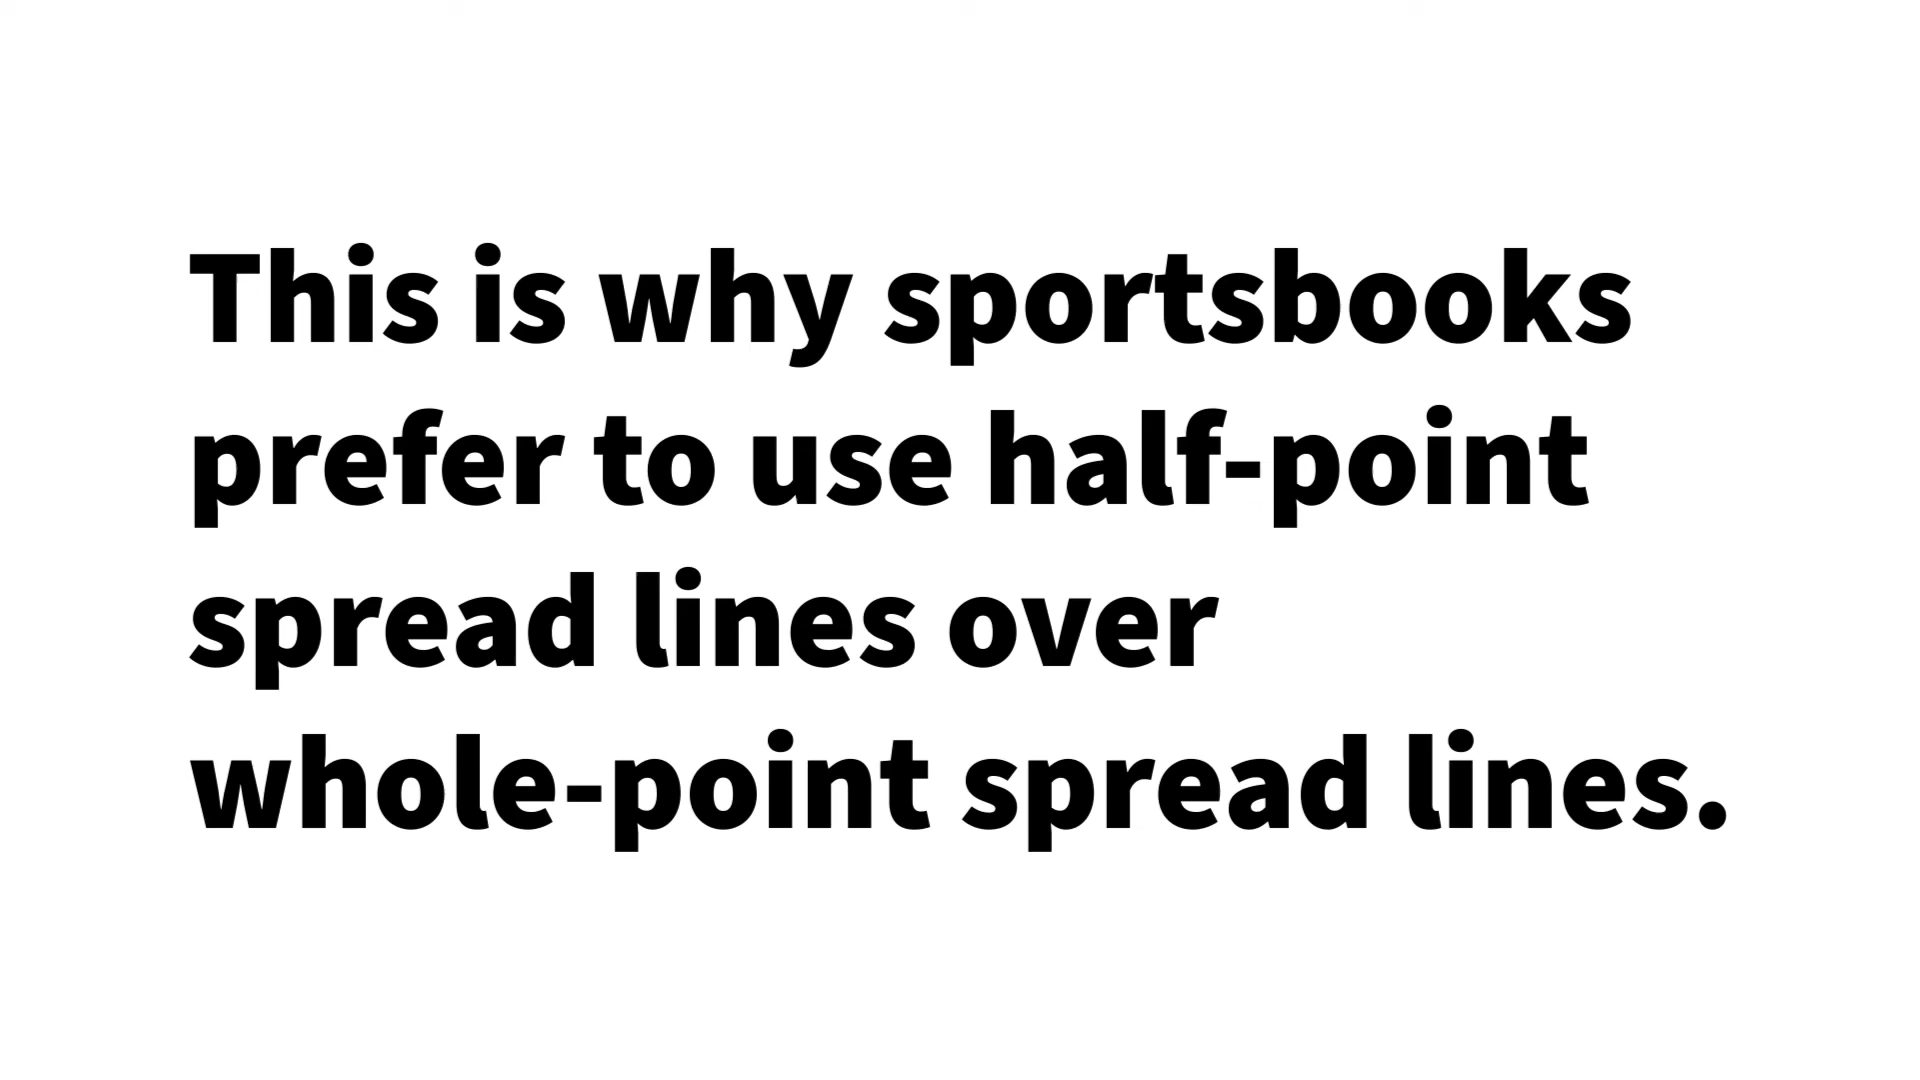 This is why sportsbooks
prefer to use half-point
spread lines over
whole-point spread lines.